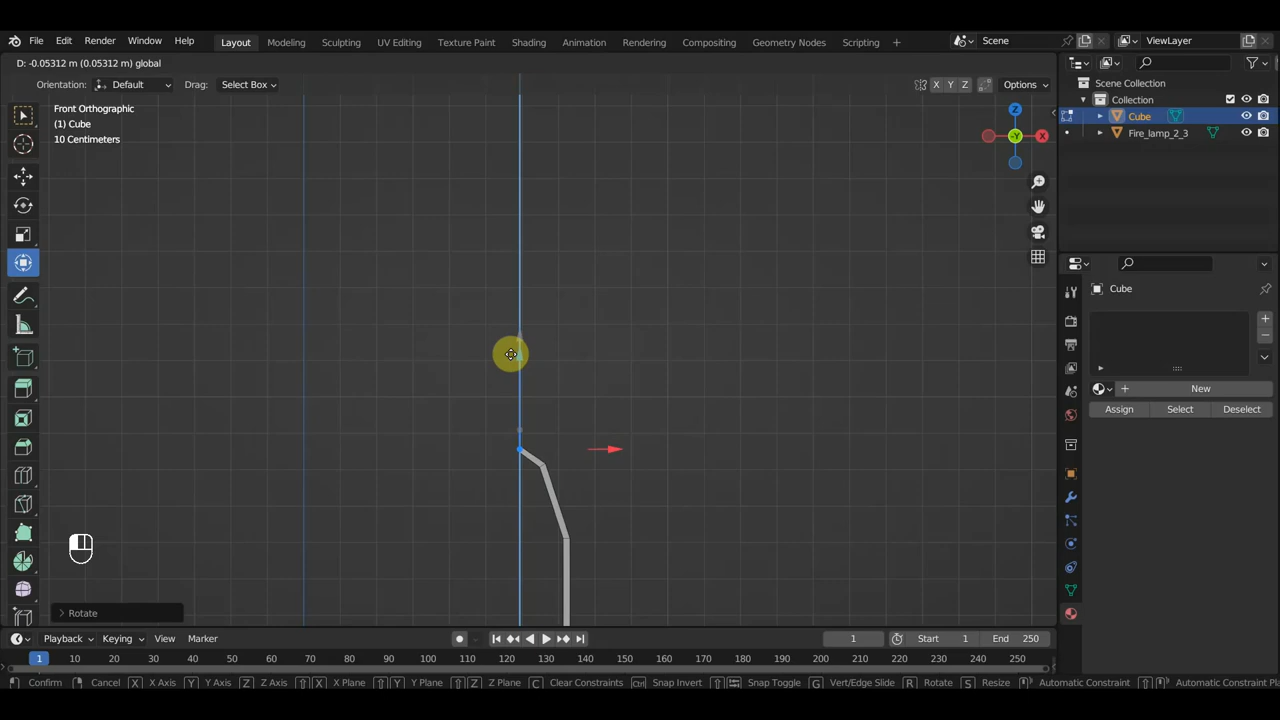 File Edit Render Window Help Layout Modeling Sculpting UV Editing Texture Paint Shading Animation Rendering Compositing Geometry Nodes Scripting + Scene ViewLayer
D: -0.05312 m (0.05312 m) global
Orientation: Default Drag: Select Box X Y Z Options
Front Orthographic
(1) Cube
10 Centimeters
Z
-Y
X
Scene Collection
Collection
Cube
Fire_lamp_2_3
Cube
New
Assign Select Deselect
Rotate
Playback Keying View Marker 1 Start 1 End 250
1 10 20 30 40 50 60 70 80 90 100 110 120 130 140 150 160 170 180 190 200 210 220 230 240 250
Confirm Cancel X X Axis Y Y Axis Z Z Axis X X Plane Y Y Plane Z Z Plane C Clear Constraints Ctrl Snap Invert Snap Toggle G Vert/Edge Slide R Rotate S Resize Automatic Constraint Automatic Constraint Plane